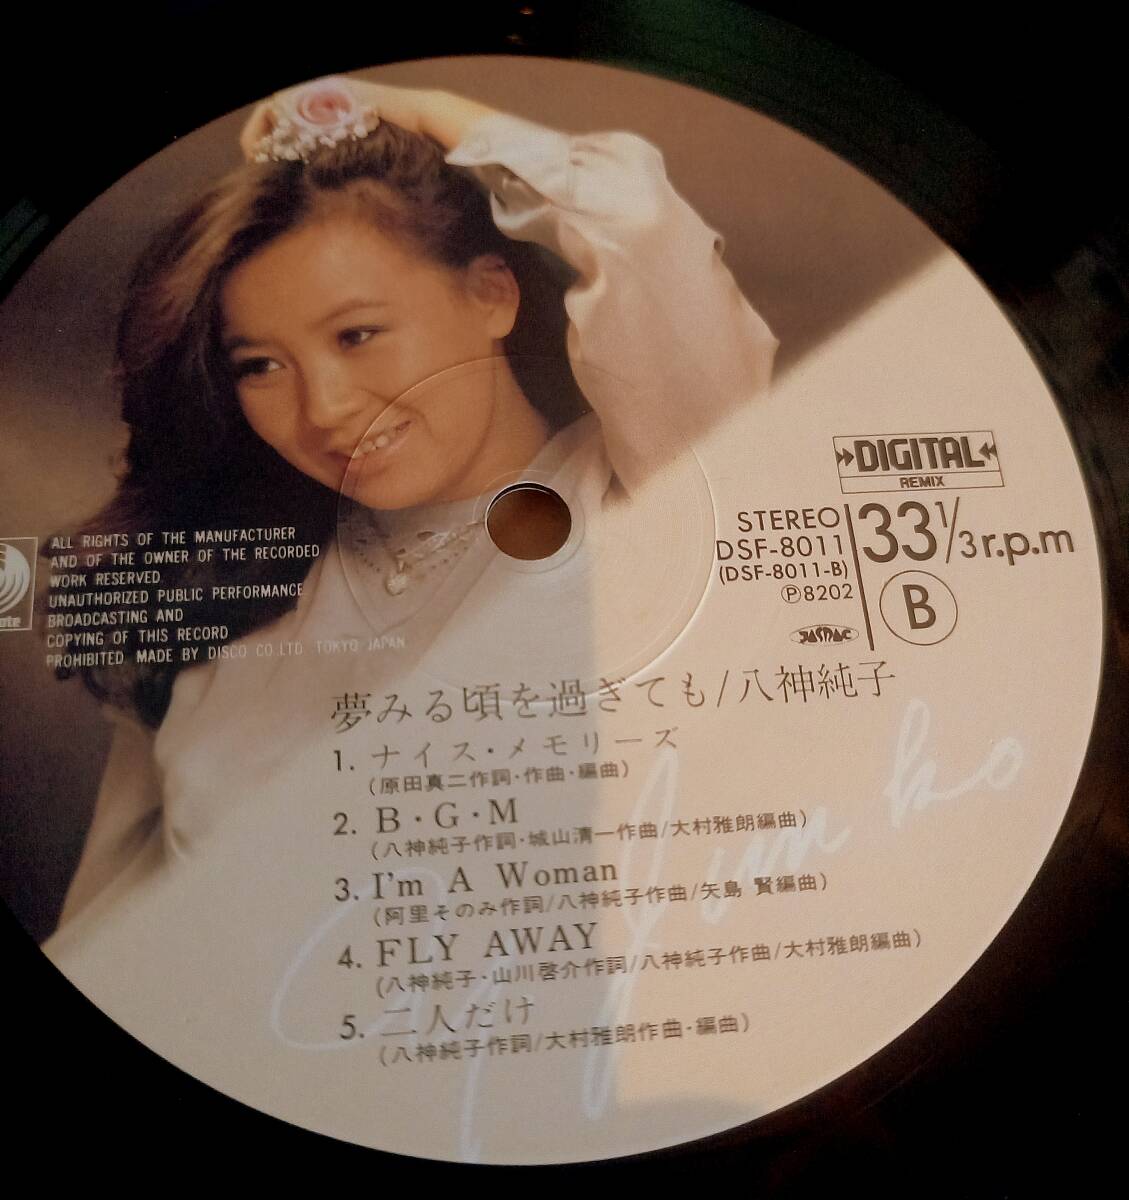 DIGITAL
REMIX
STEREO
DSF-8011
(DSF-8011-B)
Ⓟ8202
33 1/3 r.p.m
B
JASRAC
ALL RIGHTS OF THE MANUFACTURER
AND OF THE OWNER OF THE RECORDED
WORK RESERVED
UNAUTHORIZED PUBLIC PERFORMANCE
BROADCASTING AND
COPYING OF THIS RECORD
PROHIBITED MADE BY DISCO CO.LTD TOKYO JAPAN
夢みる頃を過ぎても/八神純子
1. ナイス・メモリーズ
(原田真二作詞・作曲・編曲)
2. B・G・M
(八神純子作詞・城山清一作曲/大村雅朗編曲)
3. I'm A Woman
(阿里そのみ作詞/八神純子作曲/矢島 賢編曲)
4. FLY AWAY
(八神純子・山川啓介作詞/八神純子作曲/大村雅朗編曲)
5. 二人だけ
(八神純子作詞/大村雅朗作曲・編曲)
Junko